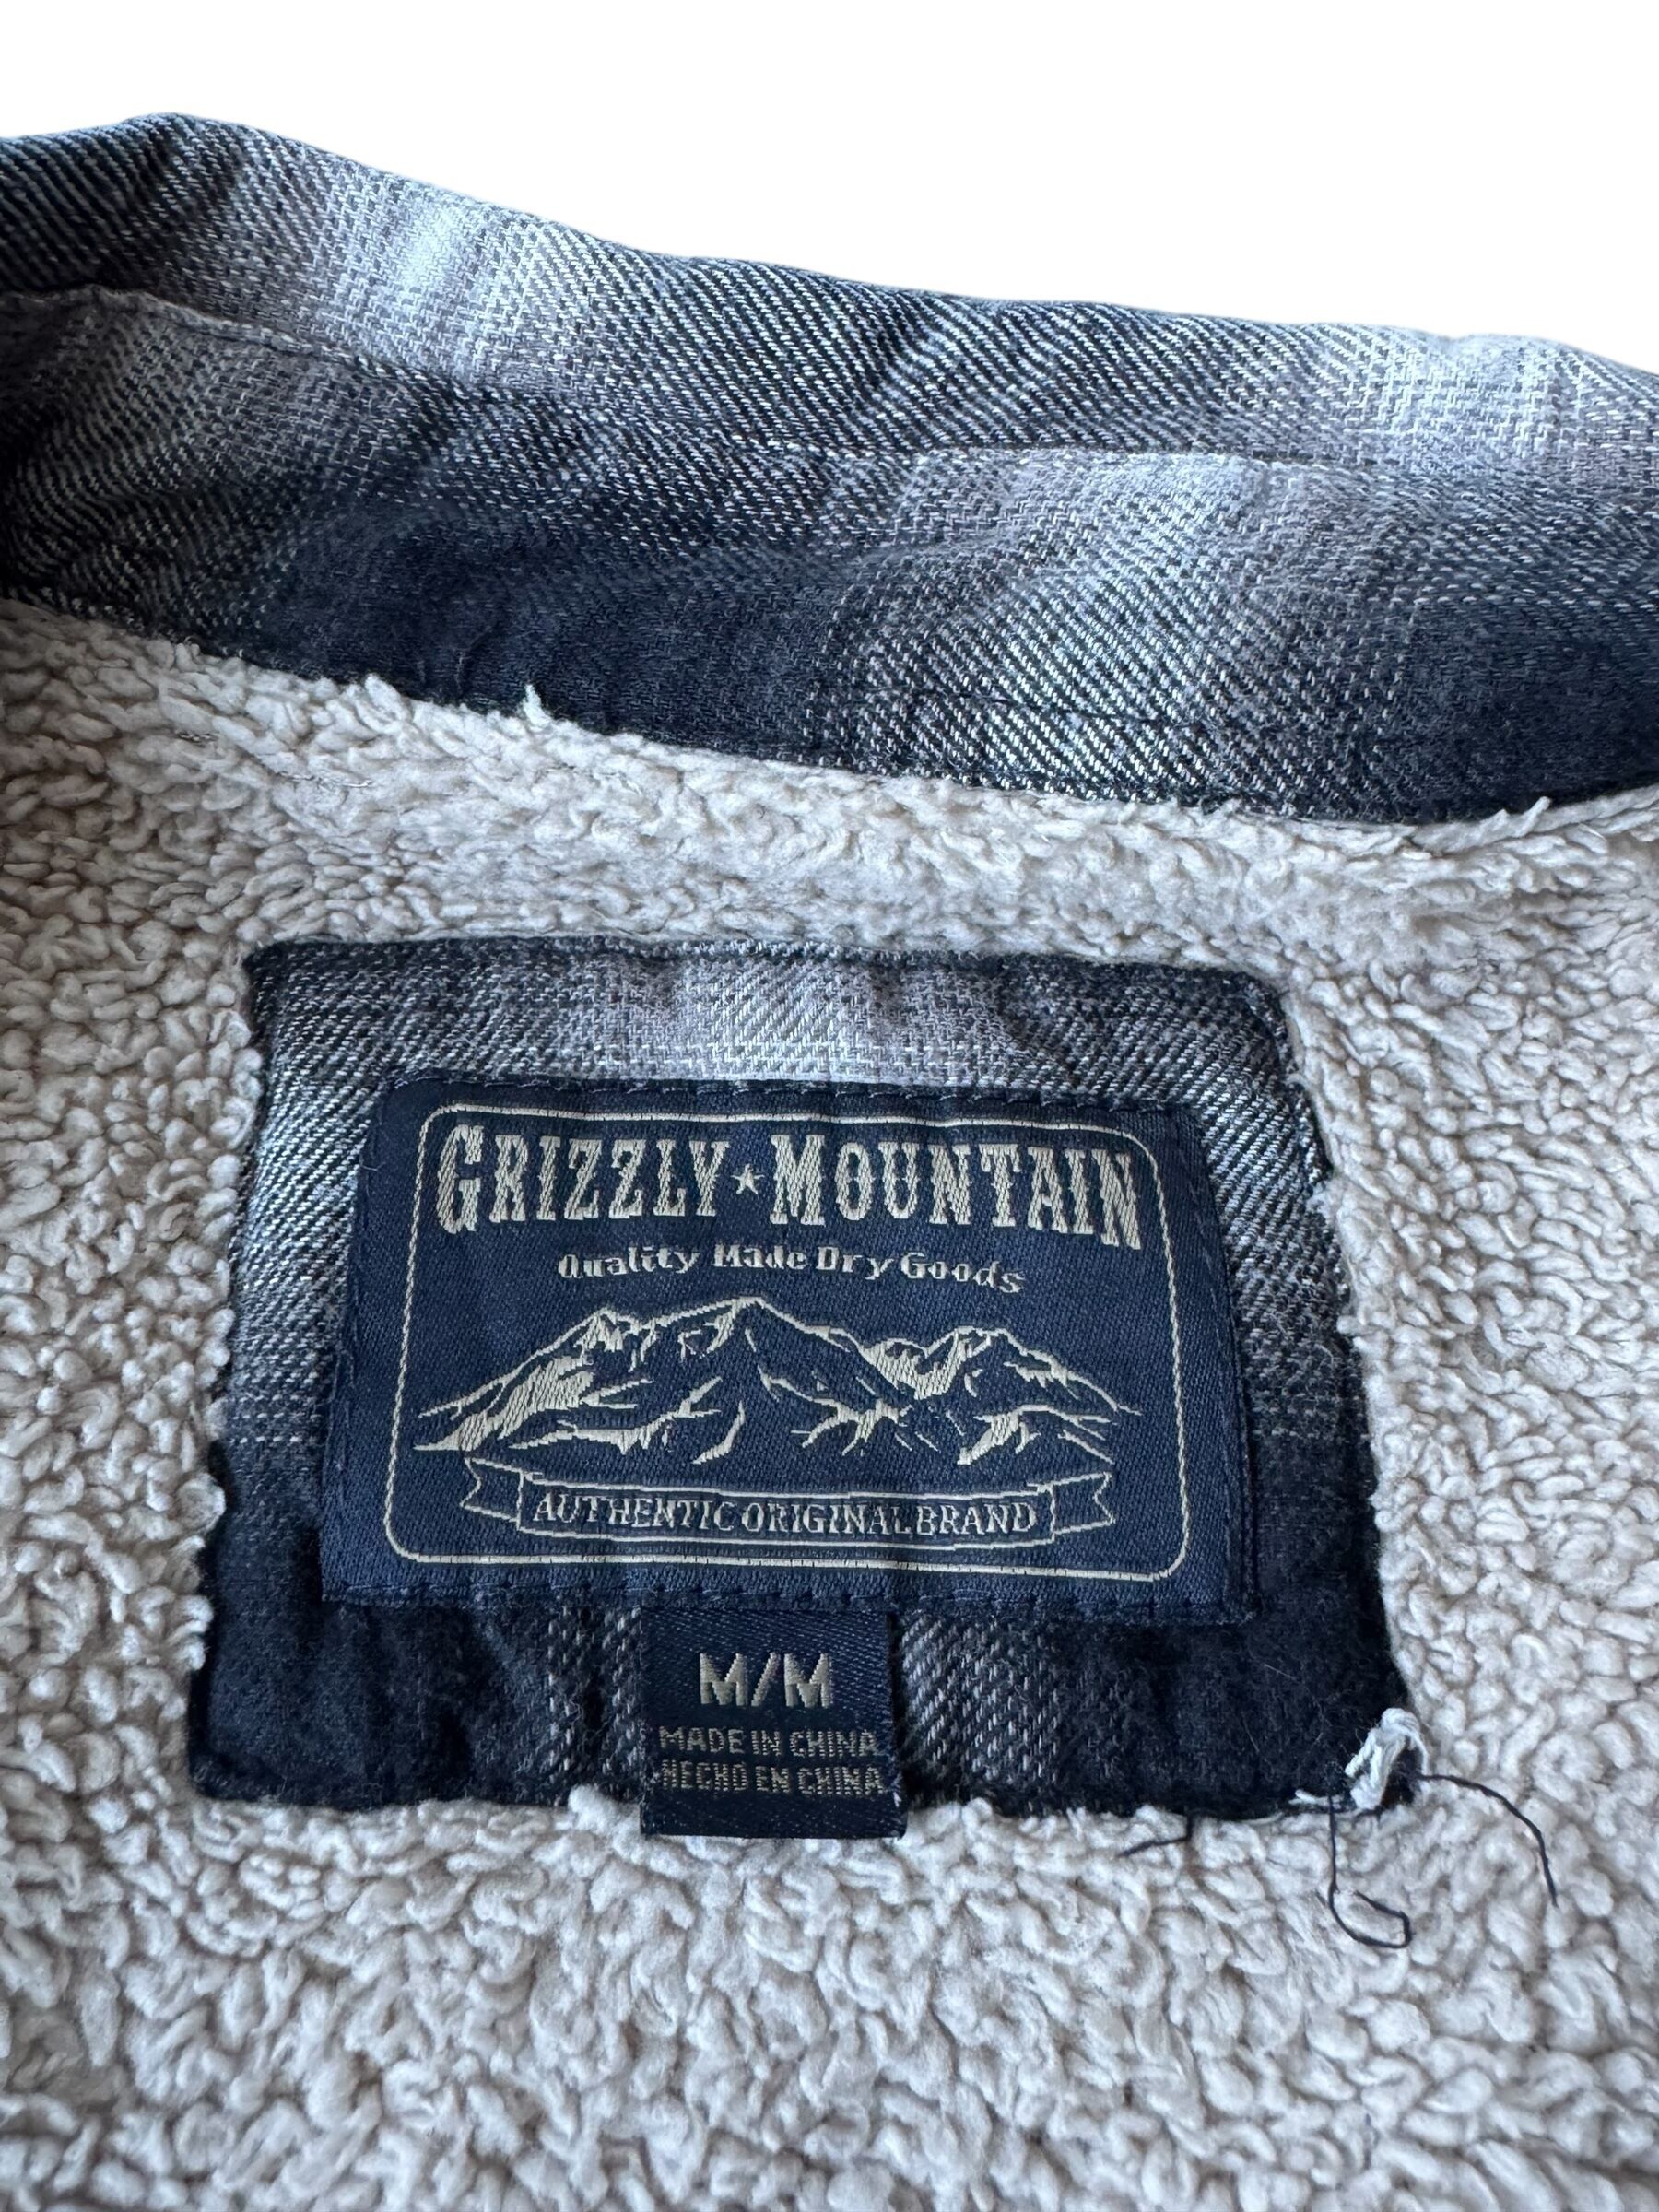 GRIZZLY ★ MOUNTAIN
Quality Made Dry Goods
AUTHENTIC ORIGINAL BRAND
M/M
MADE IN CHINA
HECHO EN CHINA